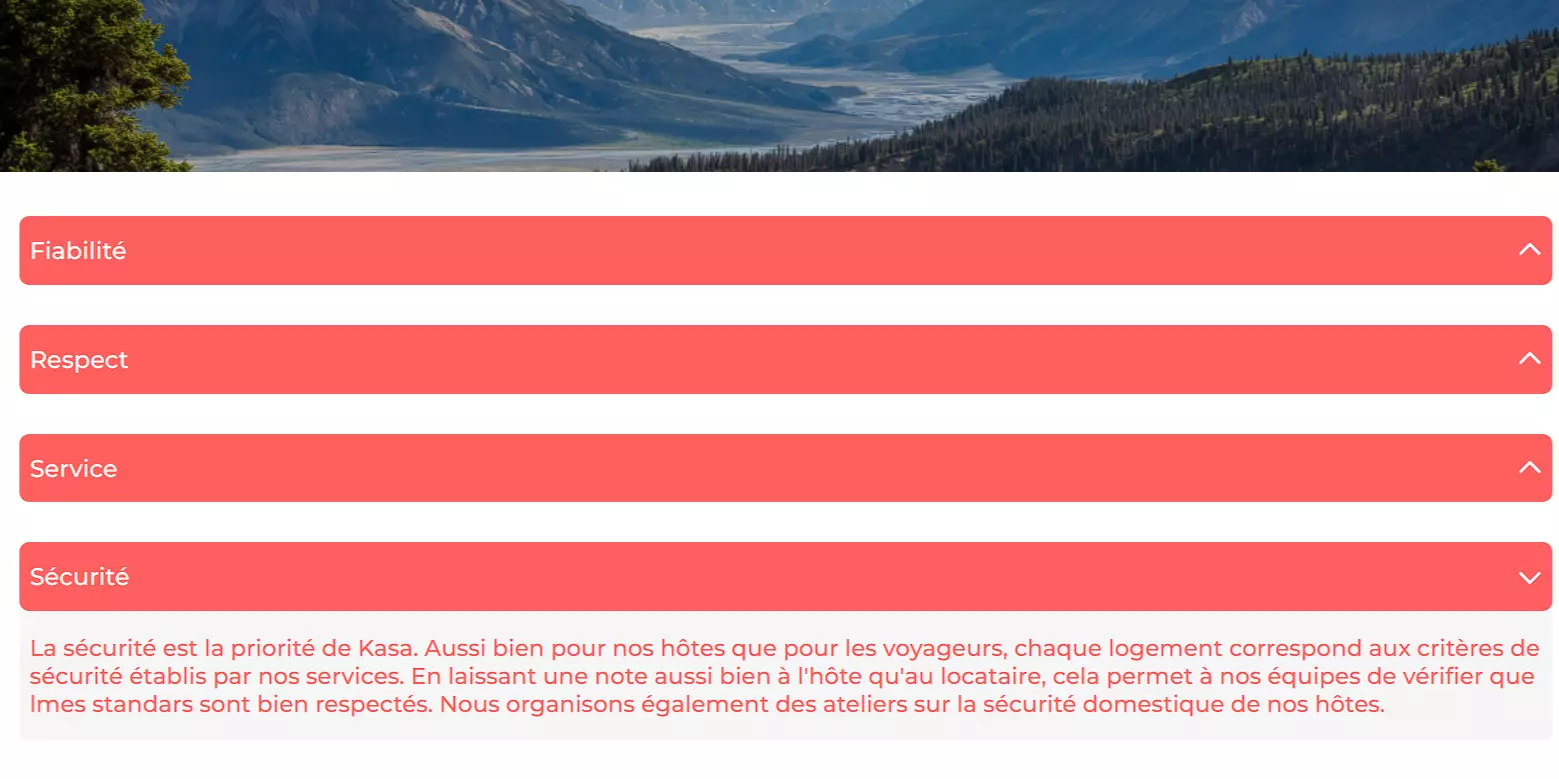 Fiabilité
Respect
Service
Sécurité
La sécurité est la priorité de Kasa. Aussi bien pour nos hôtes que pour les voyageurs, chaque logement correspond aux critères de
sécurité établis par nos services. En laissant une note aussi bien à l'hôte qu'au locataire, cela permet à nos équipes de vérifier que
lmes standars sont bien respectés. Nous organisons également des ateliers sur la sécurité domestique de nos hôtes.